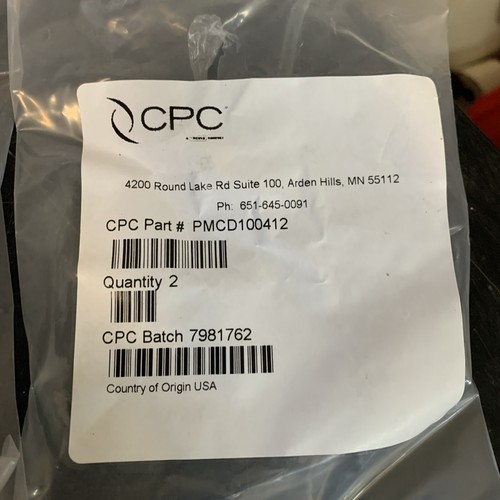 CPC
4200 Round Lake Rd Suite 100, Arden Hills, MN 55112
Ph: 651-645-0091
CPC Part # PMCD100412
Quantity 2
CPC Batch 7981762
Country of Origin USA